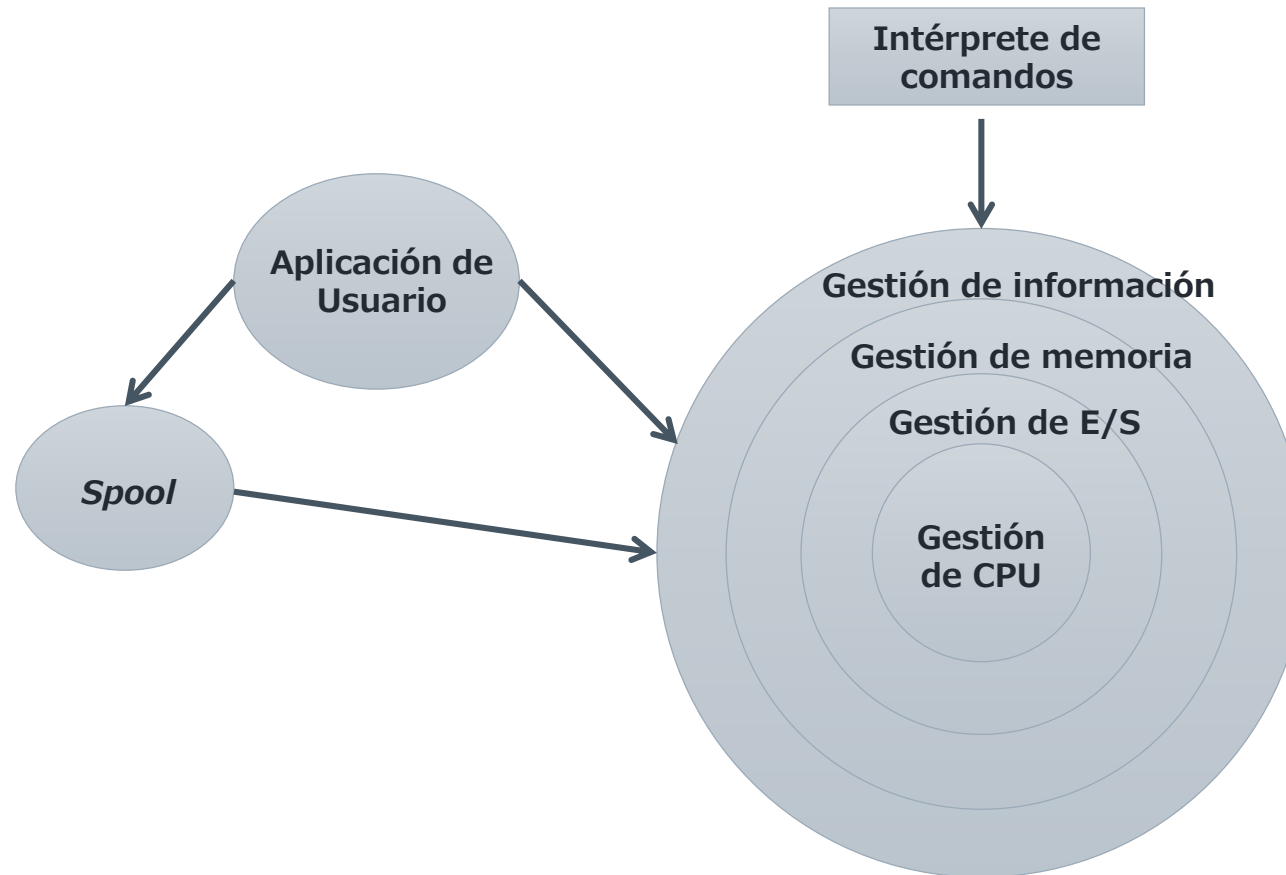 Intérprete de
comandos
Aplicación de
Usuario
Gestión de información
Gestión de memoria
Gestión de E/S
Spool
Gestión
de CPU